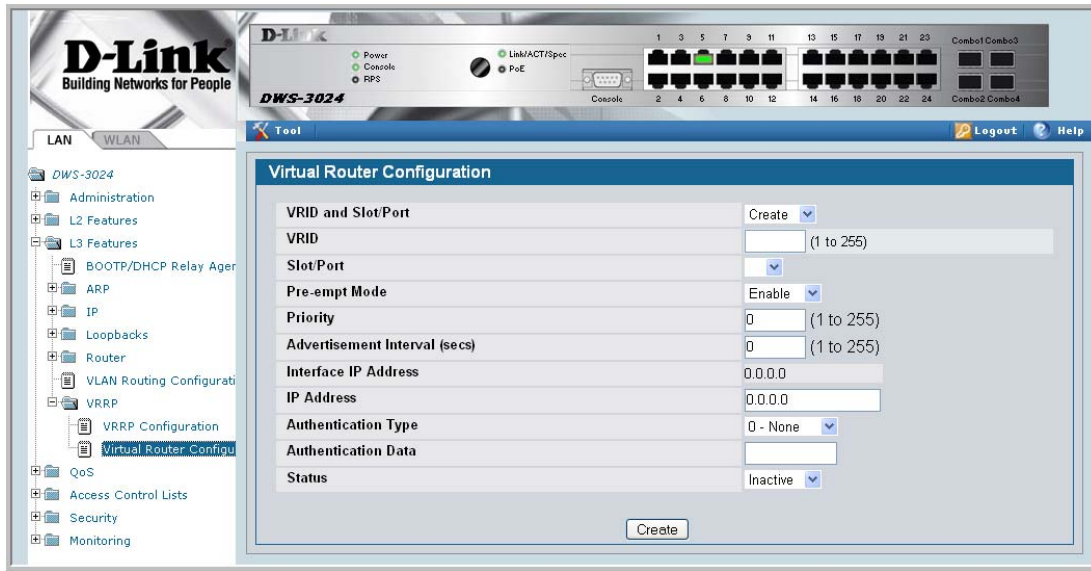 D-Link
Building Networks for People
D-Link
Power
Console
RPS
Link/ACT/Spec
PoE
DWS-3024
Console
1 3 5 7 9 11 13 15 17 19 21 23
2 4 6 8 10 12 14 16 18 20 22 24
Combo1 Combo3
Combo2 Combo4
LAN
WLAN
Tool
Logout
Help
DWS-3024
Administration
L2 Features
L3 Features
BOOTP/DHCP Relay Ager
ARP
IP
Loopbacks
Router
VLAN Routing Configurati
VRRP
VRRP Configuration
Virtual Router Configu
QoS
Access Control Lists
Security
Monitoring
Virtual Router Configuration
VRID and Slot/Port Create
VRID (1 to 255)
Slot/Port
Pre-empt Mode Enable
Priority 0 (1 to 255)
Advertisement Interval (secs) 0 (1 to 255)
Interface IP Address 0.0.0.0
IP Address 0.0.0.0
Authentication Type 0 - None
Authentication Data
Status Inactive
Create